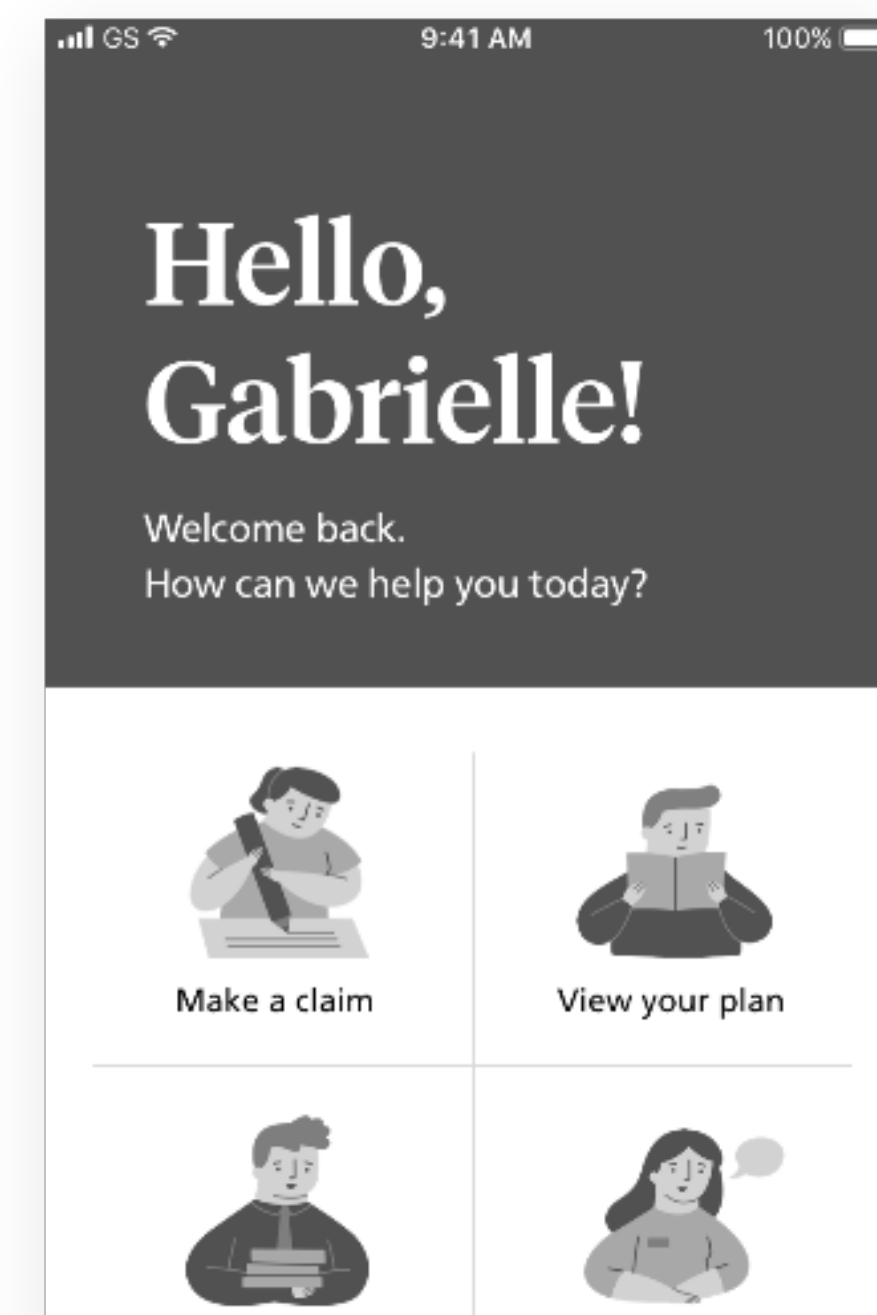 GS 9:41 AM 100%
Hello,
Gabrielle!
Welcome back.
How can we help you today?
Make a claim View your plan